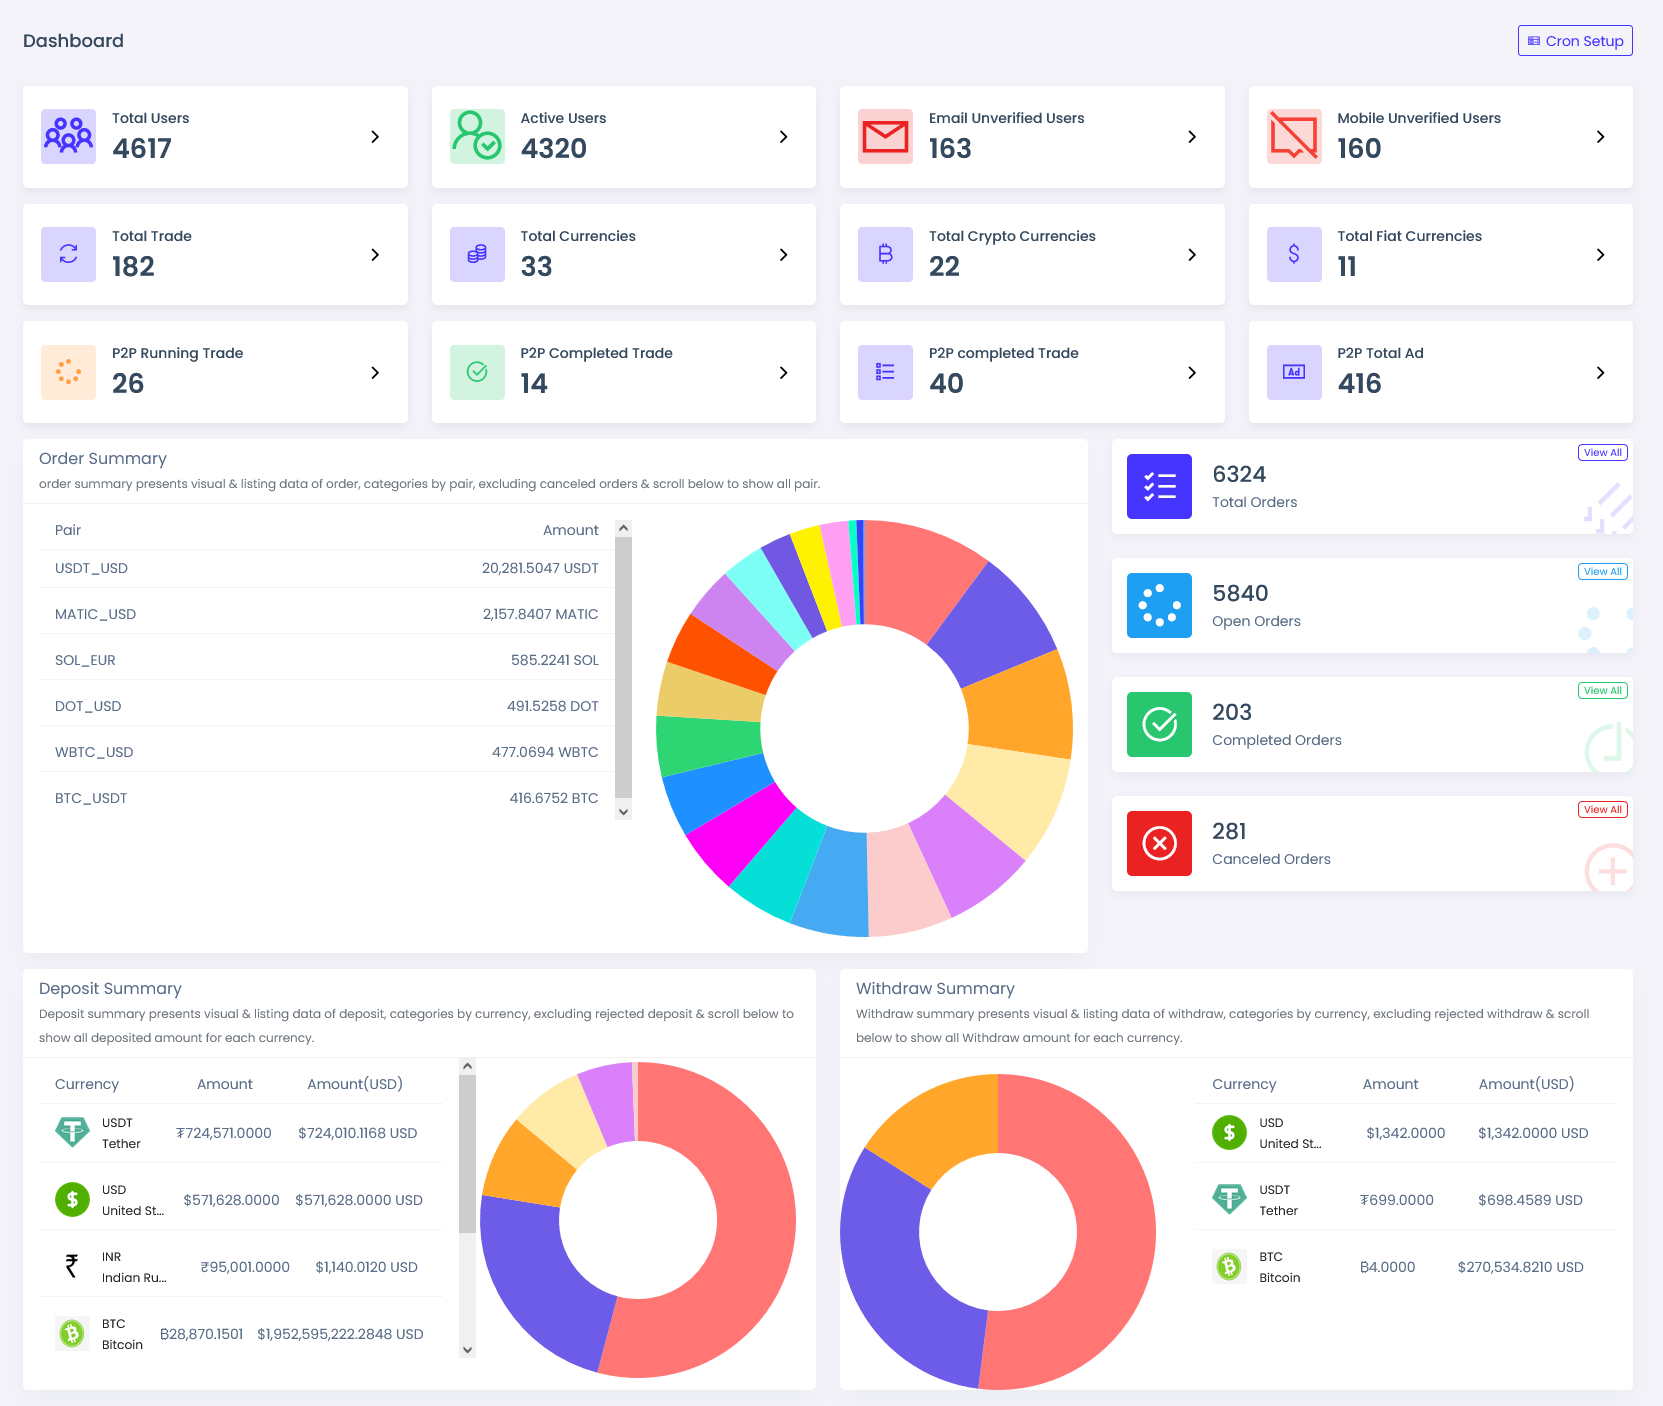 Dashboard
Cron Setup
Total Users
4617
Active Users
4320
Email Unverified Users
163
Mobile Unverified Users
160
Total Trade
182
Total Currencies
33
Total Crypto Currencies
22
Total Fiat Currencies
11
P2P Running Trade
26
P2P Completed Trade
14
P2P completed Trade
40
Ad
P2P Total Ad
416
Order Summary
order summary presents visual & listing data of order, categories by pair, excluding canceled orders & scroll below to show all pair.
Pair Amount
USDT_USD 20,281.5047 USDT
MATIC_USD 2,157.8407 MATIC
SOL_EUR 585.2241 SOL
DOT_USD 491.5258 DOT
WBTC_USD 477.0694 WBTC
BTC_USDT 416.6752 BTC
View All
6324
Total Orders
View All
5840
Open Orders
View All
203
Completed Orders
View All
281
Canceled Orders
Deposit Summary
Deposit summary presents visual & listing data of deposit, categories by currency, excluding rejected deposit & scroll below to
show all deposited amount for each currency.
Currency Amount Amount(USD)
USDT
Tether
₮724,571.0000 $724,010.1168 USD
USD
United St...
$571,628.0000 $571,628.0000 USD
INR
Indian Ru...
₹95,001.0000 $1,140.0120 USD
BTC
Bitcoin
₿28,870.1501 $1,952,595,222.2848 USD
Withdraw Summary
Withdraw summary presents visual & listing data of withdraw, categories by currency, excluding rejected withdraw & scroll
below to show all Withdraw amount for each currency.
Currency Amount Amount(USD)
USD
United St...
$1,342.0000 $1,342.0000 USD
USDT
Tether
₮699.0000 $698.4589 USD
BTC
Bitcoin
₿4.0000 $270,534.8210 USD